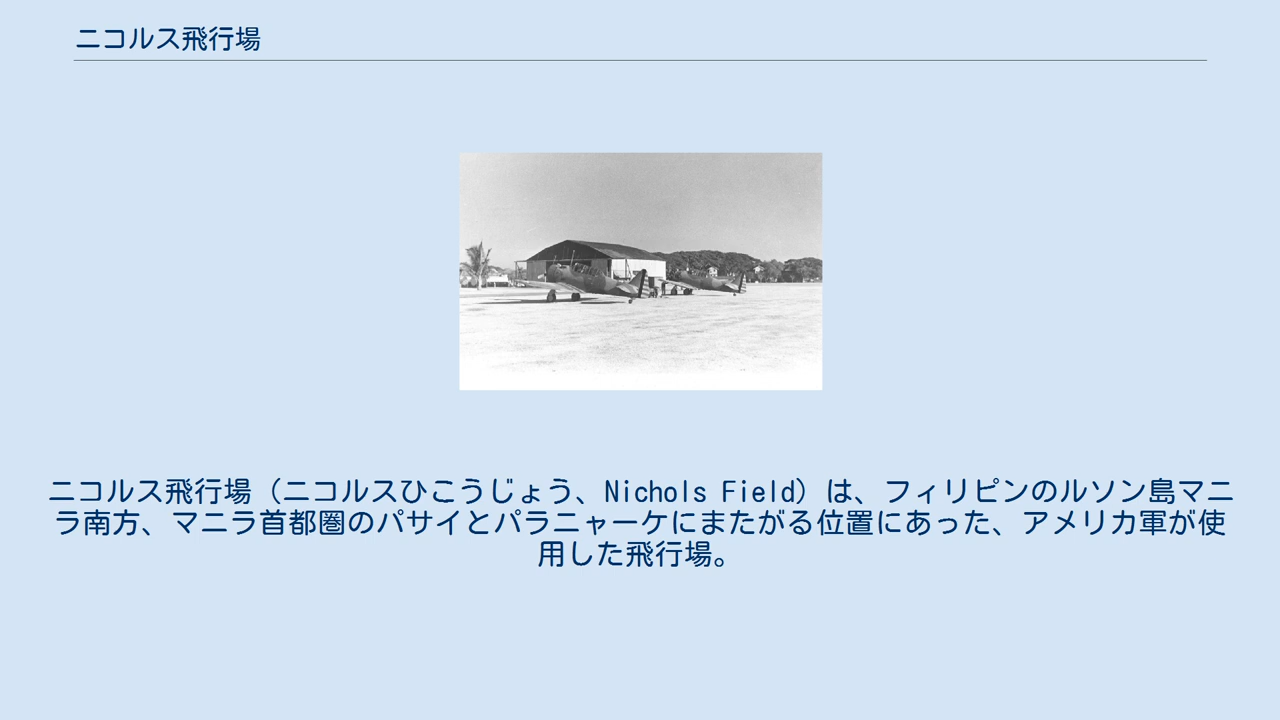 ニコルス飛行場
ニコルス飛行場（ニコルスひこうじょう、Nichols Field）は、フィリピンのルソン島マニ
ラ南方、マニラ首都圏のパサイとパラニャーケにまたがる位置にあった、アメリカ軍が使
用した飛行場。